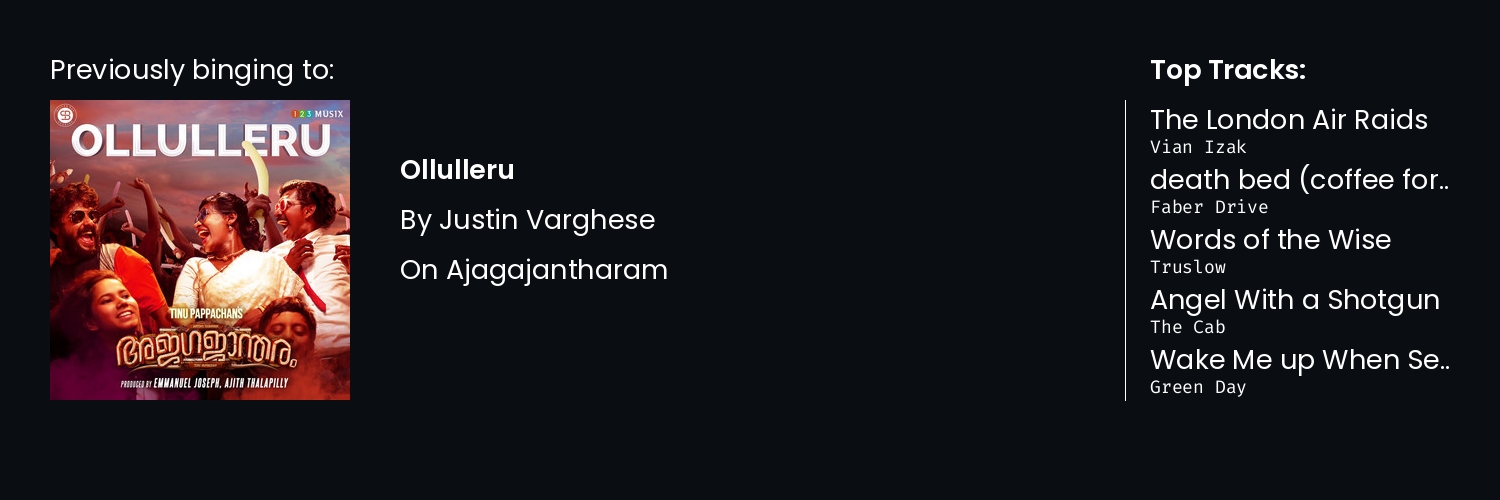 Previously binging to:
SB
123 MUSIX
OLLULLERU
TINU PAPPACHANS
അജഗജാന്തരം
PRODUCED BY EMMANUEL JOSEPH, AJITH THALAPILLY
Ollulleru
By Justin Varghese
On Ajagajantharam
Top Tracks:
The London Air Raids
Vian Izak
death bed (coffee for..
Faber Drive
Words of the Wise
Truslow
Angel With a Shotgun
The Cab
Wake Me up When Se..
Green Day